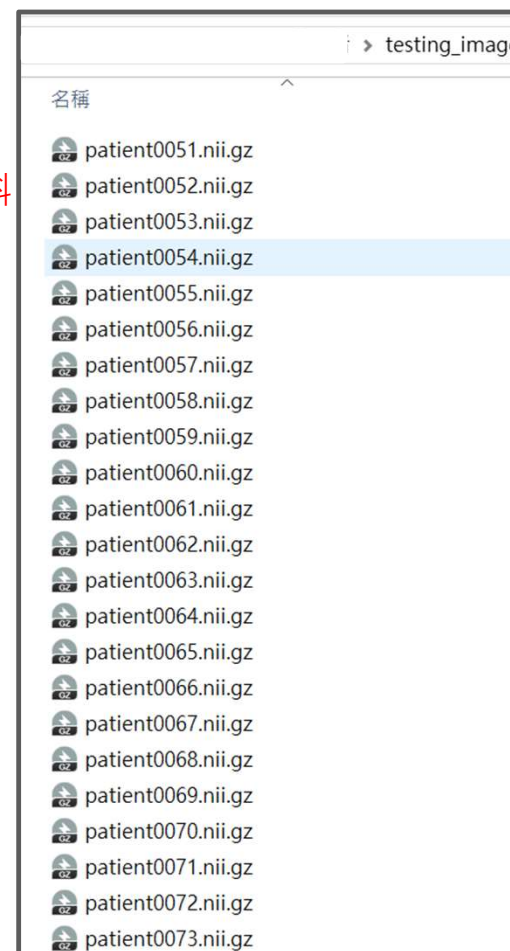 > testing_imag
名稱
patient0051.nii.gz
patient0052.nii.gz
料
patient0053.nii.gz
patient0054.nii.gz
patient0055.nii.gz
patient0056.nii.gz
patient0057.nii.gz
patient0058.nii.gz
patient0059.nii.gz
patient0060.nii.gz
patient0061.nii.gz
patient0062.nii.gz
patient0063.nii.gz
patient0064.nii.gz
patient0065.nii.gz
patient0066.nii.gz
patient0067.nii.gz
patient0068.nii.gz
patient0069.nii.gz
patient0070.nii.gz
patient0071.nii.gz
patient0072.nii.gz
patient0073.nii.gz